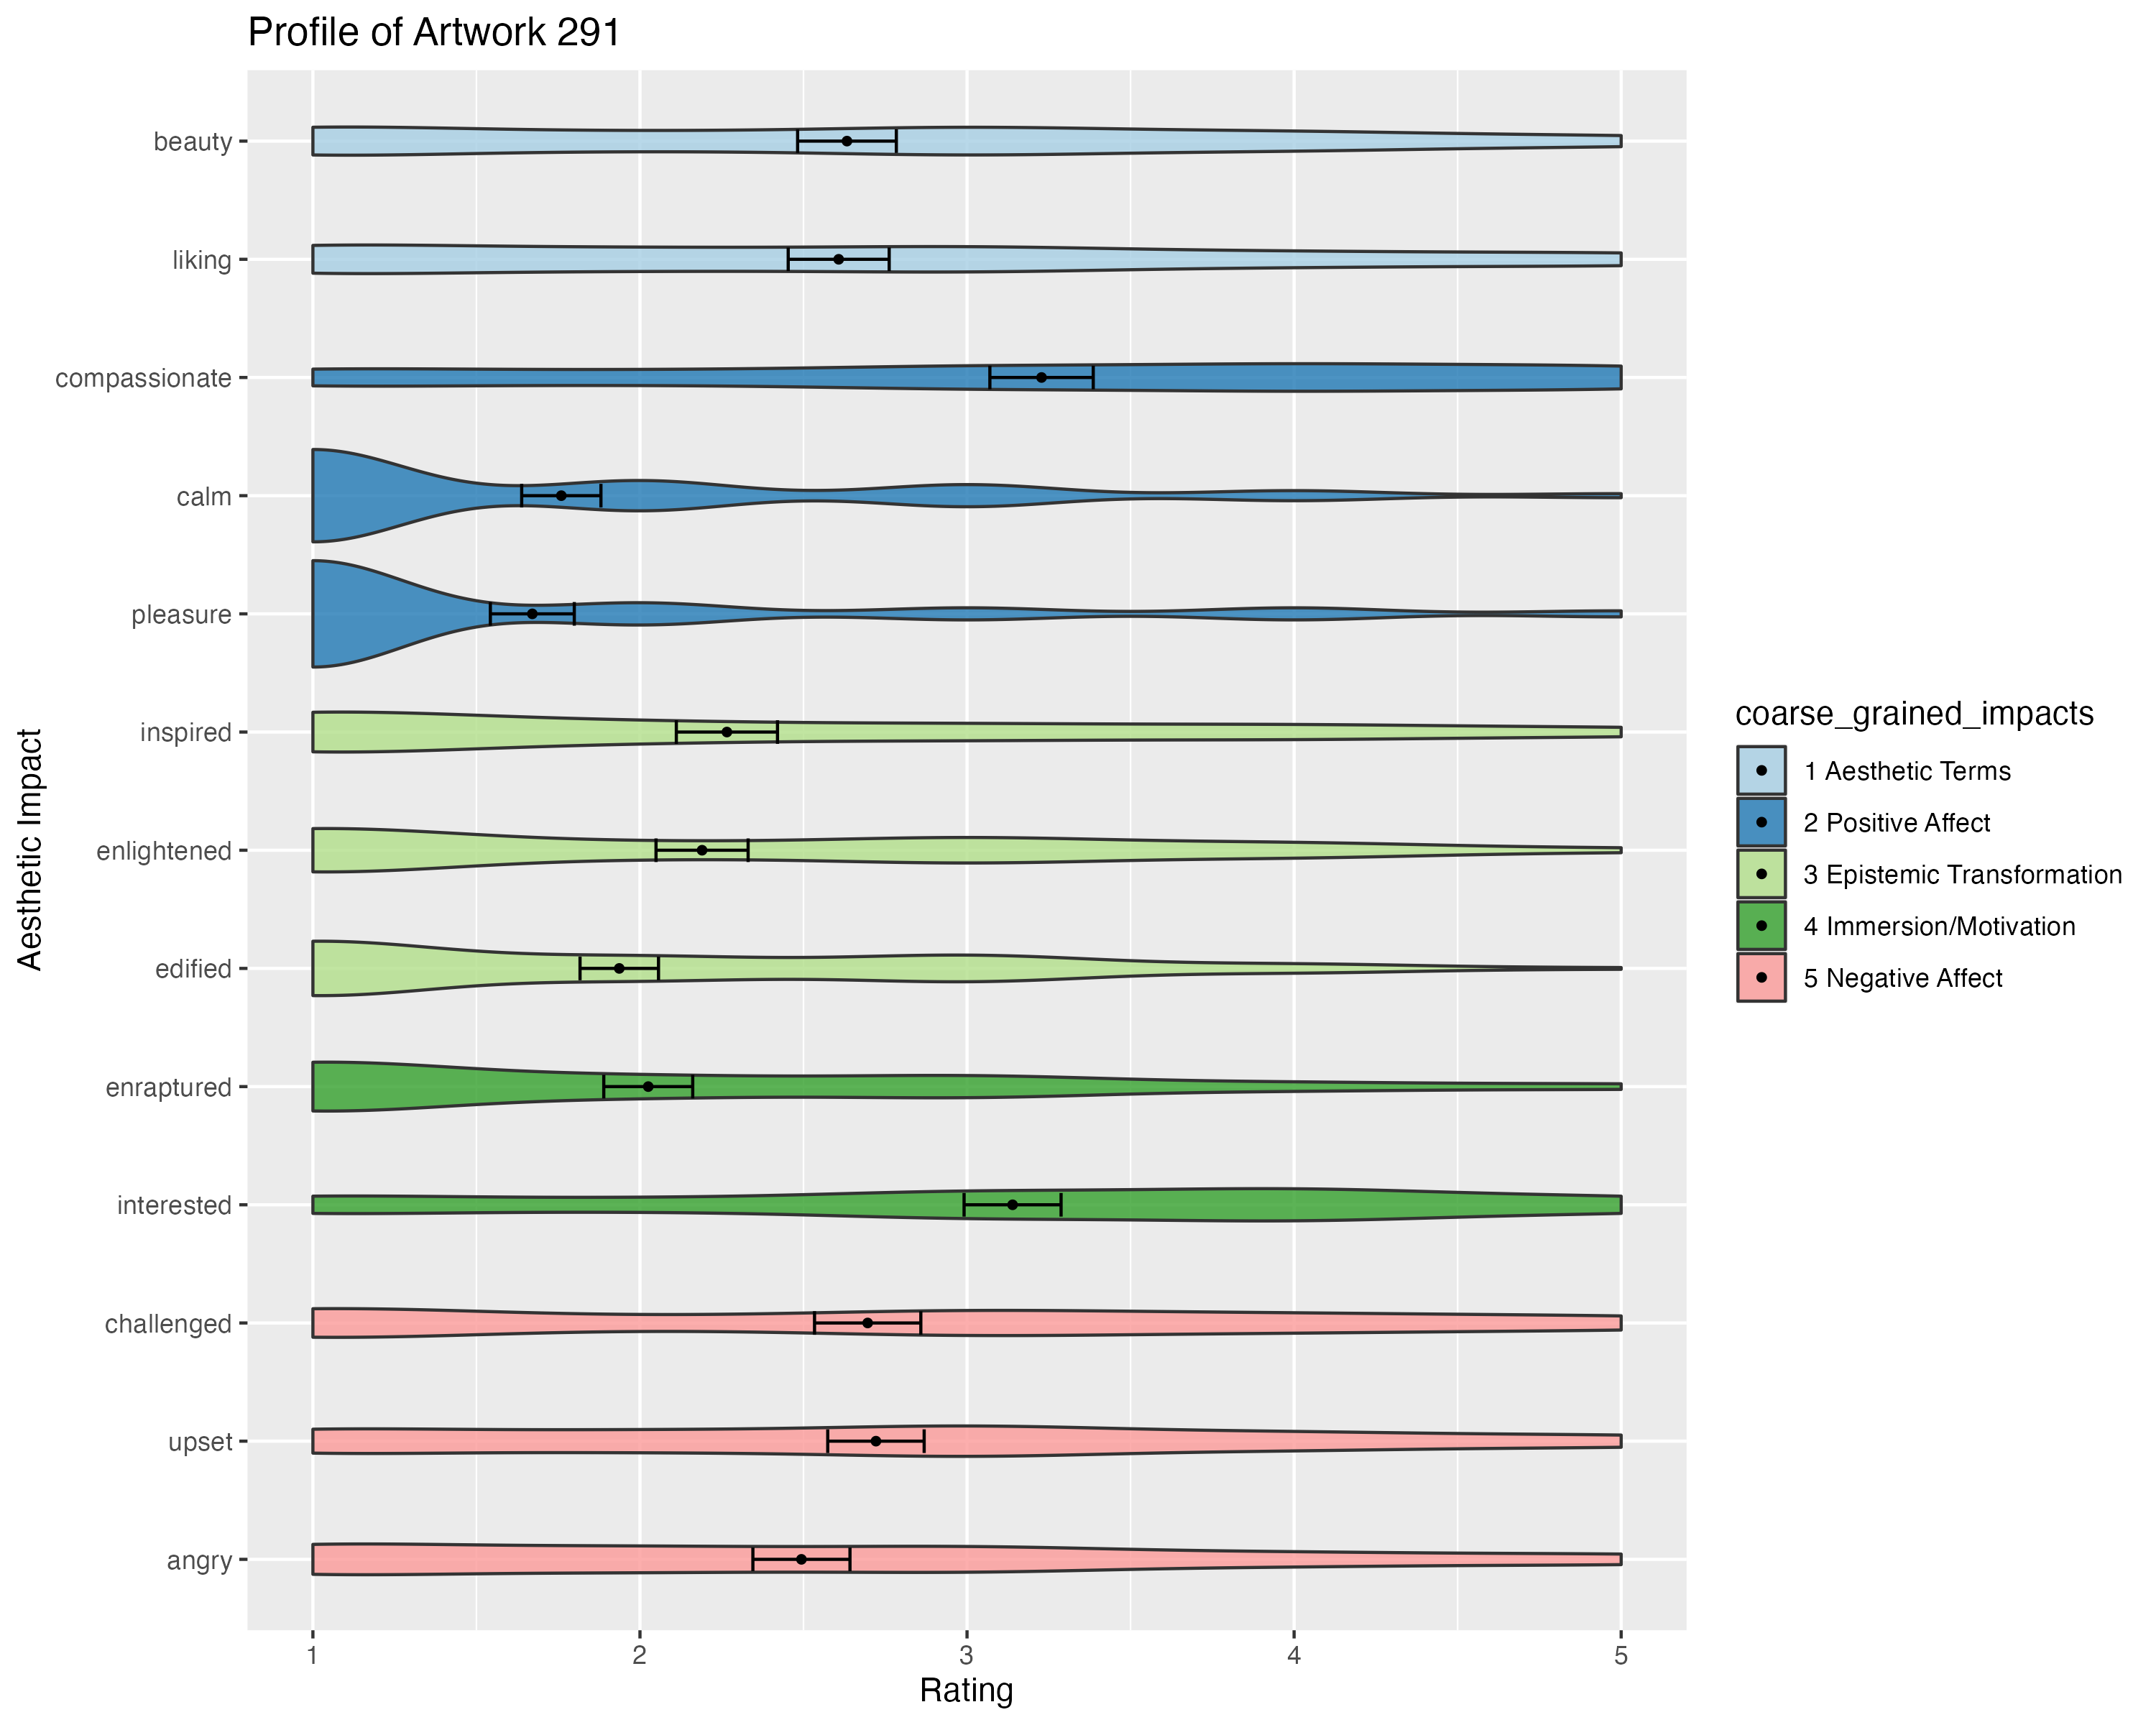 Profile of Artwork 291
Aesthetic Impact
beauty
liking
compassionate
calm
pleasure
inspired
enlightened
edified
enraptured
interested
challenged
upset
angry
1 2 3 4 5
Rating
coarse_grained_impacts
1 Aesthetic Terms
2 Positive Affect
3 Epistemic Transformation
4 Immersion/Motivation
5 Negative Affect